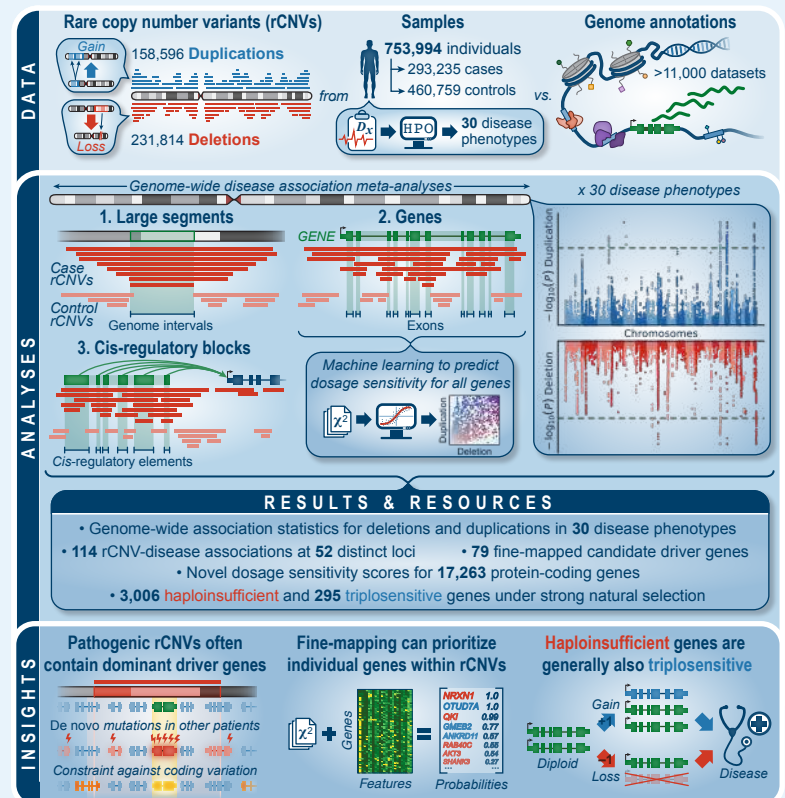 DATA
Rare copy number variants (rCNVs)
Gain
158,596 Duplications
Loss
231,814 Deletions
from
Samples
753,994 individuals
293,235 cases
460,759 controls
Dx
HPO
30 disease
phenotypes
vs.
Genome annotations
>11,000 datasets
ANALYSES
Genome-wide disease association meta-analyses
x 30 disease phenotypes
1. Large segments
Case
rCNVs
Control
rCNVs
Genome intervals
2. Genes
GENE
Exons
3. Cis-regulatory blocks
Cis-regulatory elements
Machine learning to predict
dosage sensitivity for all genes
χ²
Duplication
Deletion
−log10(P) Duplication
Chromosomes
−log10(P) Deletion
RESULTS & RESOURCES
• Genome-wide association statistics for deletions and duplications in 30 disease phenotypes
• 114 rCNV-disease associations at 52 distinct loci • 79 fine-mapped candidate driver genes
• Novel dosage sensitivity scores for 17,263 protein-coding genes
• 3,006 haploinsufficient and 295 triplosensitive genes under strong natural selection
INSIGHTS
Pathogenic rCNVs often
contain dominant driver genes
De novo mutations in other patients
Constraint against coding variation
Fine-mapping can prioritize
individual genes within rCNVs
χ²
+
Genes
Features
=
NRXN1 1.0
OTUD7A 1.0
QKI 0.99
GMEB2 0.77
ANKRD11 0.57
RAB40C 0.55
AKT3 0.54
SHANK3 0.27
... ...
Probabilities
Haploinsufficient genes are
generally also triplosensitive
Gain
+1
Diploid
-1
Loss
Disease